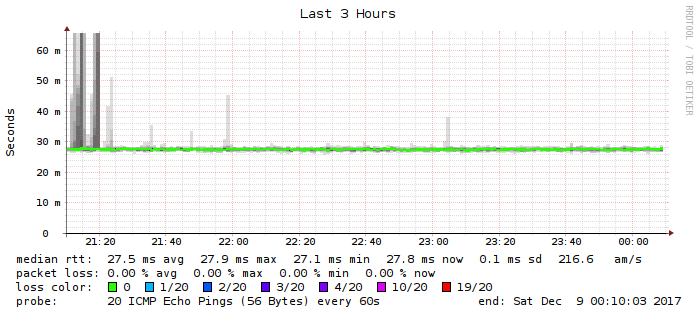 Last 3 Hours
RRDTOOL / TOBI OETIKER
Seconds
60 m
50 m
40 m
30 m
20 m
10 m
0
21:20 21:40 22:00 22:20 22:40 23:00 23:20 23:40 00:00
median rtt: 27.5 ms avg 27.9 ms max 27.1 ms min 27.8 ms now 0.1 ms sd 216.6 am/s
packet loss: 0.00 % avg 0.00 % max 0.00 % min 0.00 % now
loss color: 0 1/20 2/20 3/20 4/20 10/20 19/20
probe: 20 ICMP Echo Pings (56 Bytes) every 60s end: Sat Dec 9 00:10:03 2017